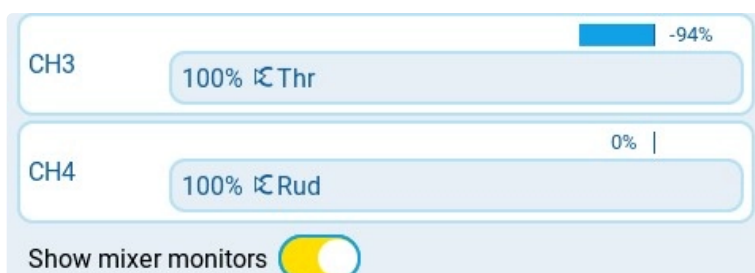 -94%
CH3
100% Thr
0%
CH4
100% Rud
Show mixer monitors